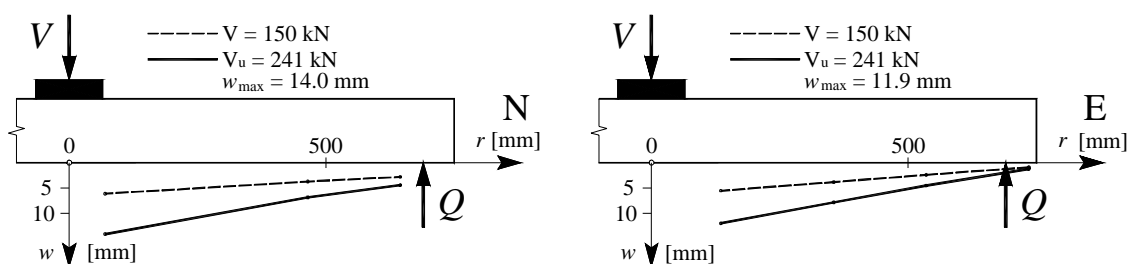 V
V = 150 kN
Vu = 241 kN
wmax = 14.0 mm
N
0
500
r [mm]
5
10
Q
w [mm]
V
V = 150 kN
Vu = 241 kN
wmax = 11.9 mm
E
0
500
r [mm]
5
10
Q
w [mm]